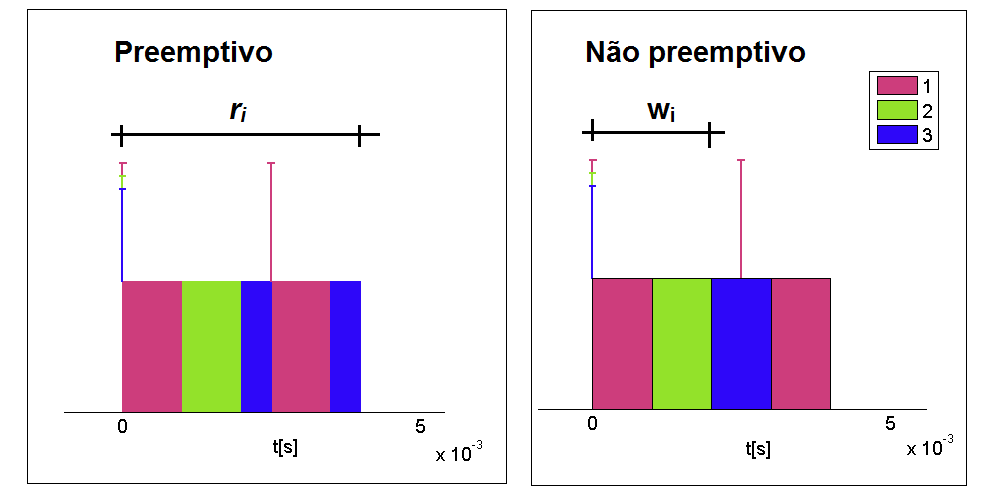 Preemptivo
rᵢ
0
5
t[s]
x 10⁻³
Não preemptivo
wᵢ
1
2
3
0
5
t[s]
x 10⁻³